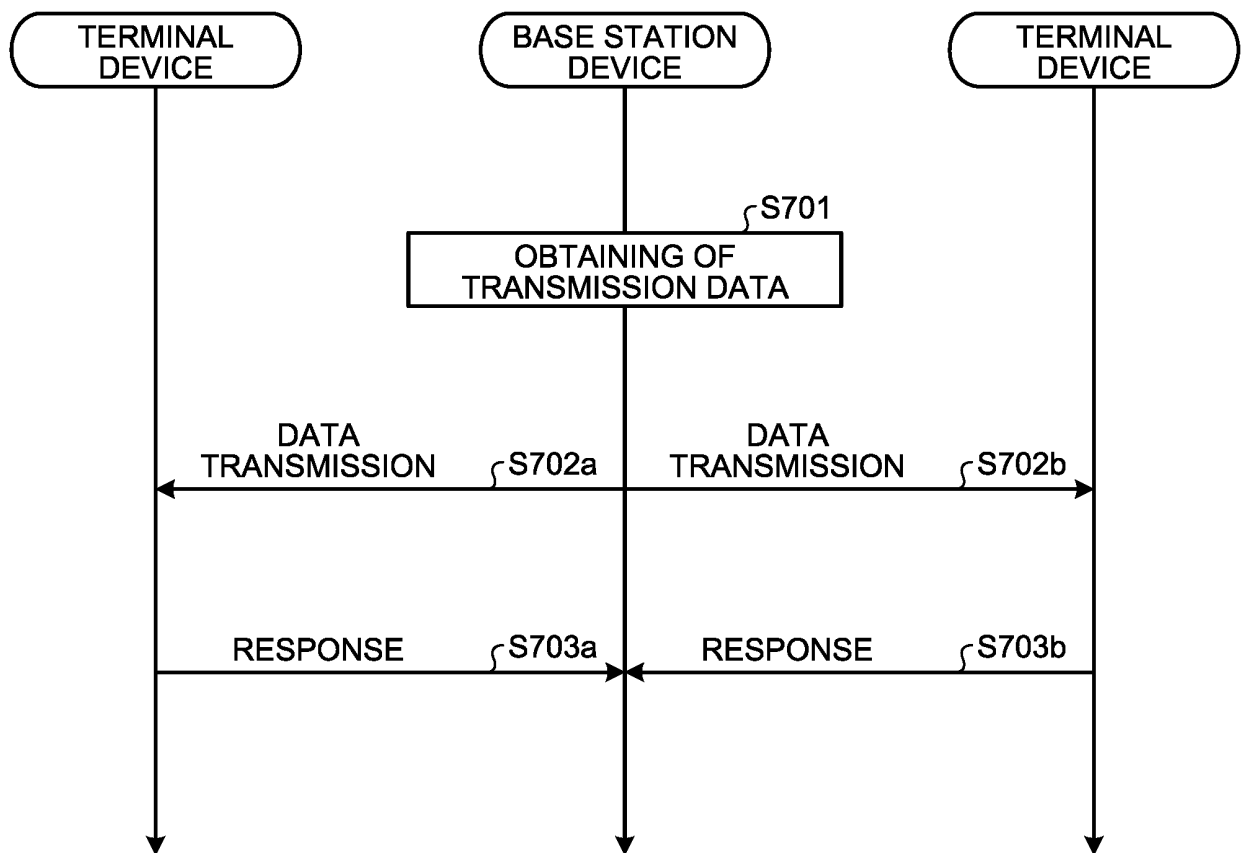 TERMINAL
DEVICE
BASE STATION
DEVICE
TERMINAL
DEVICE
S701
OBTAINING OF
TRANSMISSION DATA
DATA
TRANSMISSION
S702a
DATA
TRANSMISSION
S702b
RESPONSE
S703a
RESPONSE
S703b